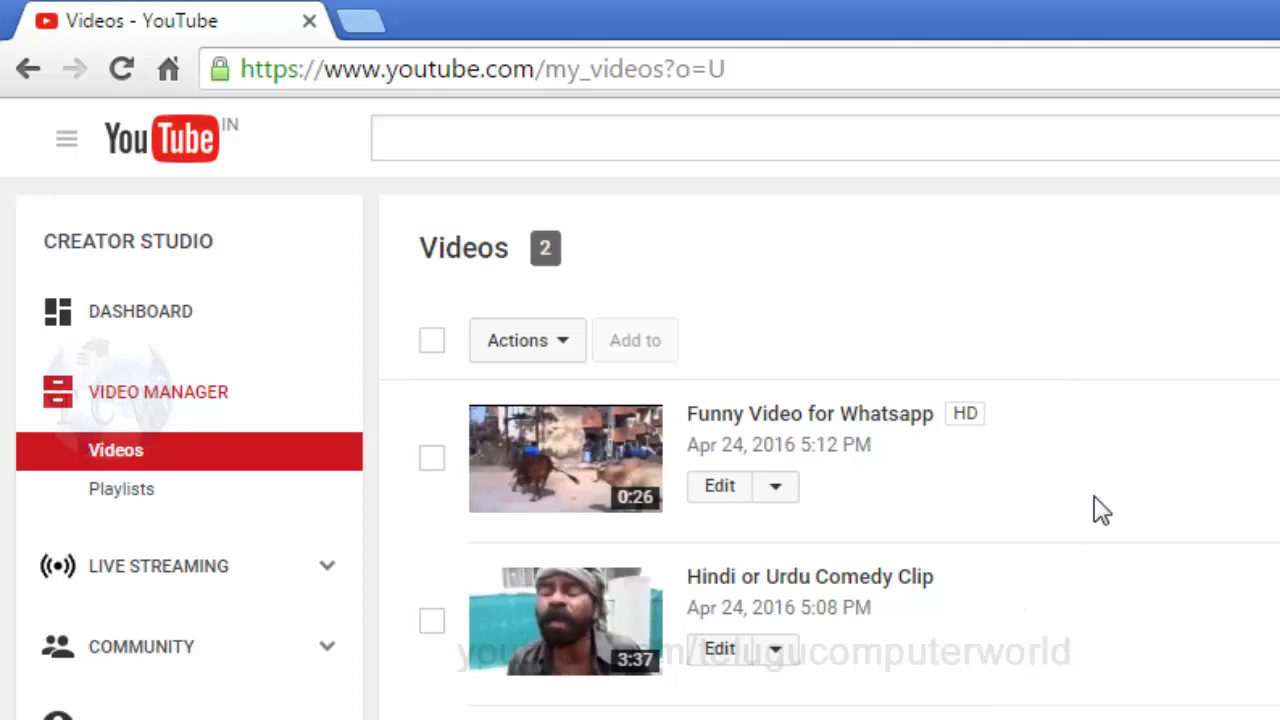 Videos - YouTube
https://www.youtube.com/my_videos?o=U
YouTube IN
CREATOR STUDIO
DASHBOARD
VIDEO MANAGER
Videos
Playlists
LIVE STREAMING
COMMUNITY
Videos 2
Actions Add to
Funny Video for Whatsapp HD
Apr 24, 2016 5:12 PM
Edit
0:26
Hindi or Urdu Comedy Clip
Apr 24, 2016 5:08 PM
Edit
3:37
m/telugucomputerworld